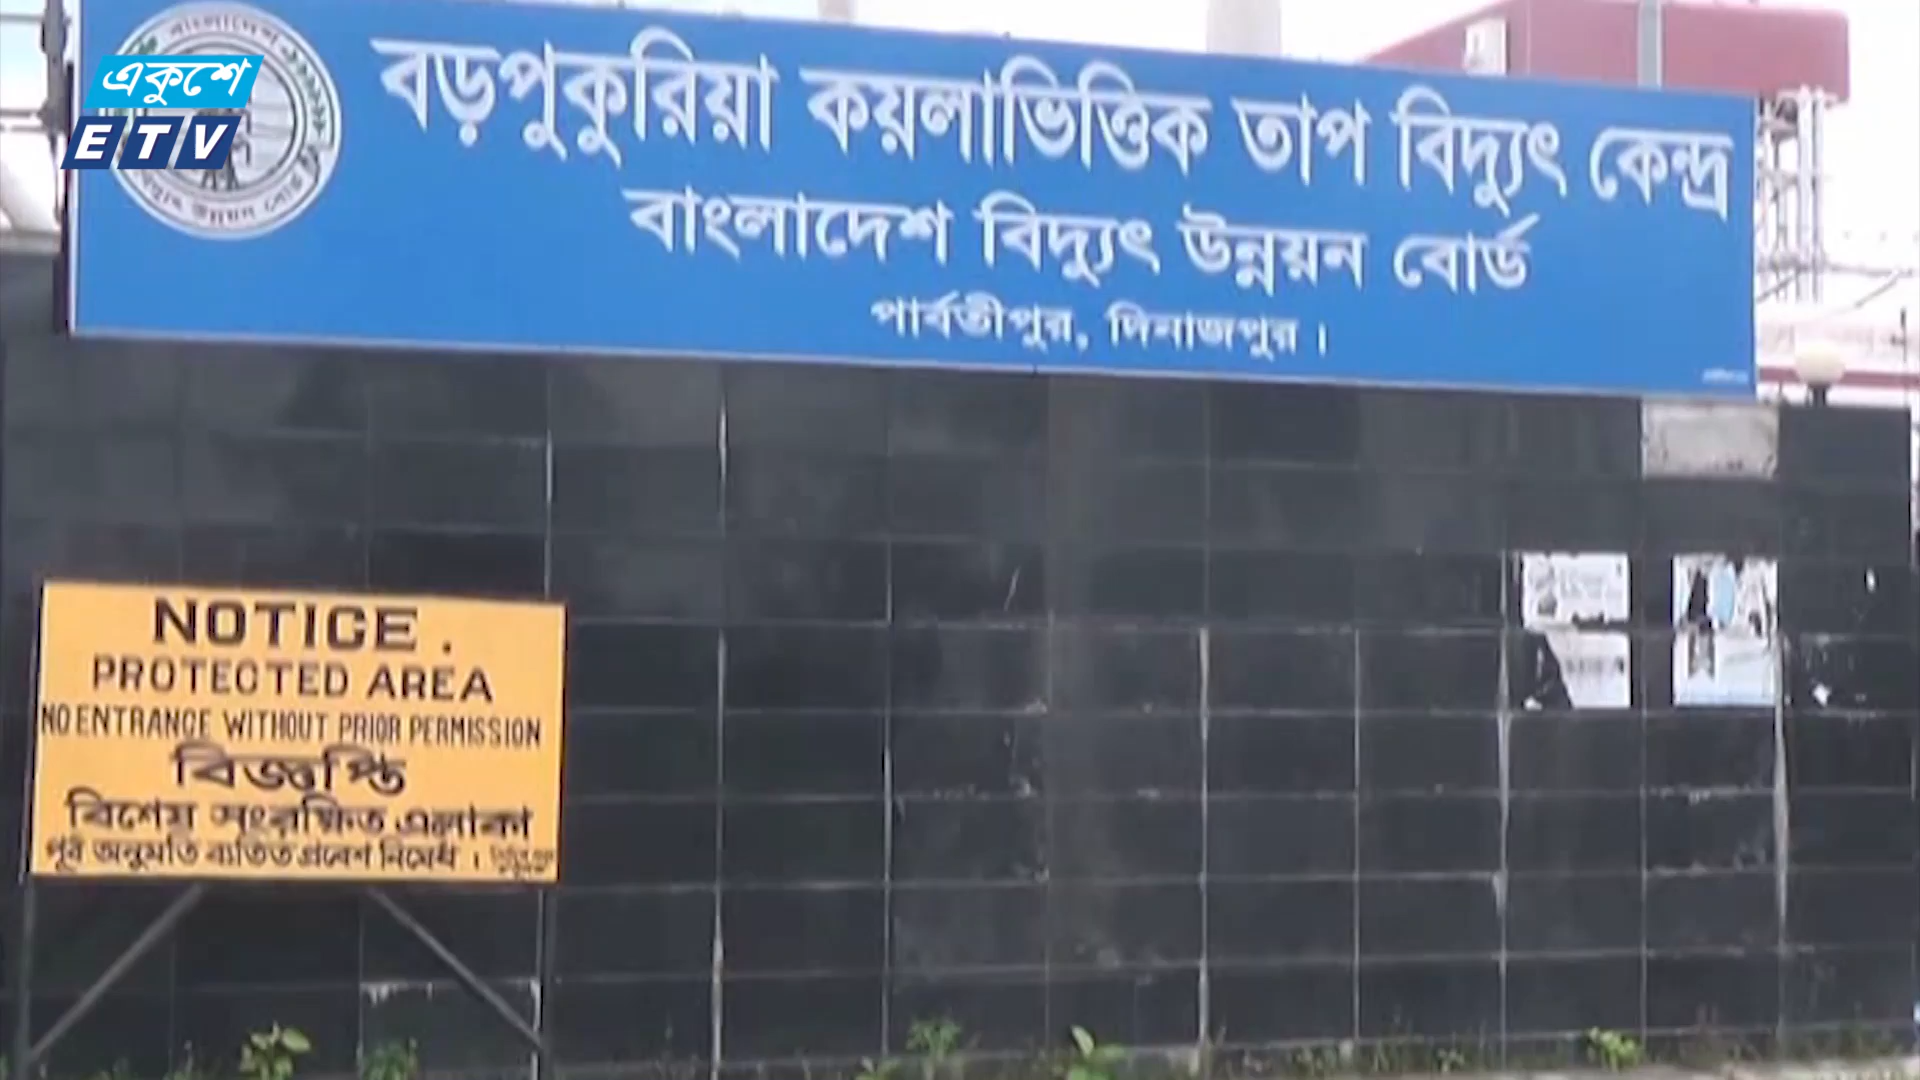 একুশে
ETV
বড়পুকুরিয়া কয়লাভিত্তিক তাপ বিদ্যুৎ কেন্দ্র
বাংলাদেশ বিদ্যুৎ উন্নয়ন বোর্ড
পার্বতীপুর, দিনাজপুর।
NOTICE.
PROTECTED AREA
NO ENTRANCE WITHOUT PRIOR PERMISSION
বিজ্ঞপ্তি
বিশেষ সংরক্ষিত এলাকা
পূর্ব অনুমতি ব্যতিত প্রবেশ নিষেধ।